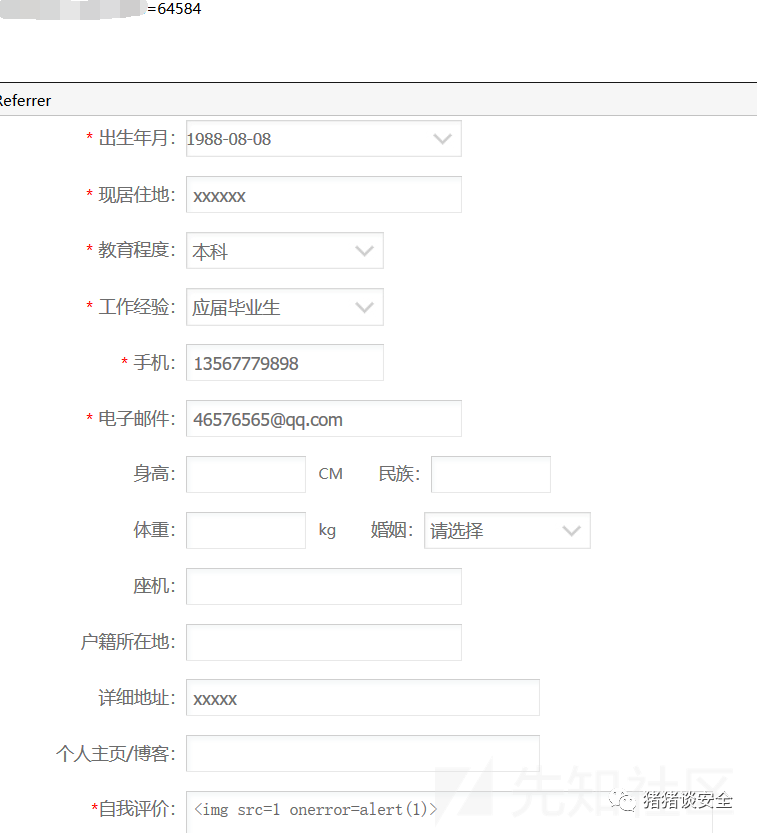 =64584
Referrer
* 出生年月: 1988-08-08
* 现居住地: xxxxxx
* 教育程度: 本科
* 工作经验: 应届毕业生
* 手机: 13567779898
* 电子邮件: 46576565@qq.com
身高: CM 民族:
体重: kg 婚姻: 请选择
座机:
户籍所在地:
详细地址: xxxxx
个人主页/博客:
*自我评价: <img src=1 onerror=alert(1)>
先知社区
猪猪谈安全